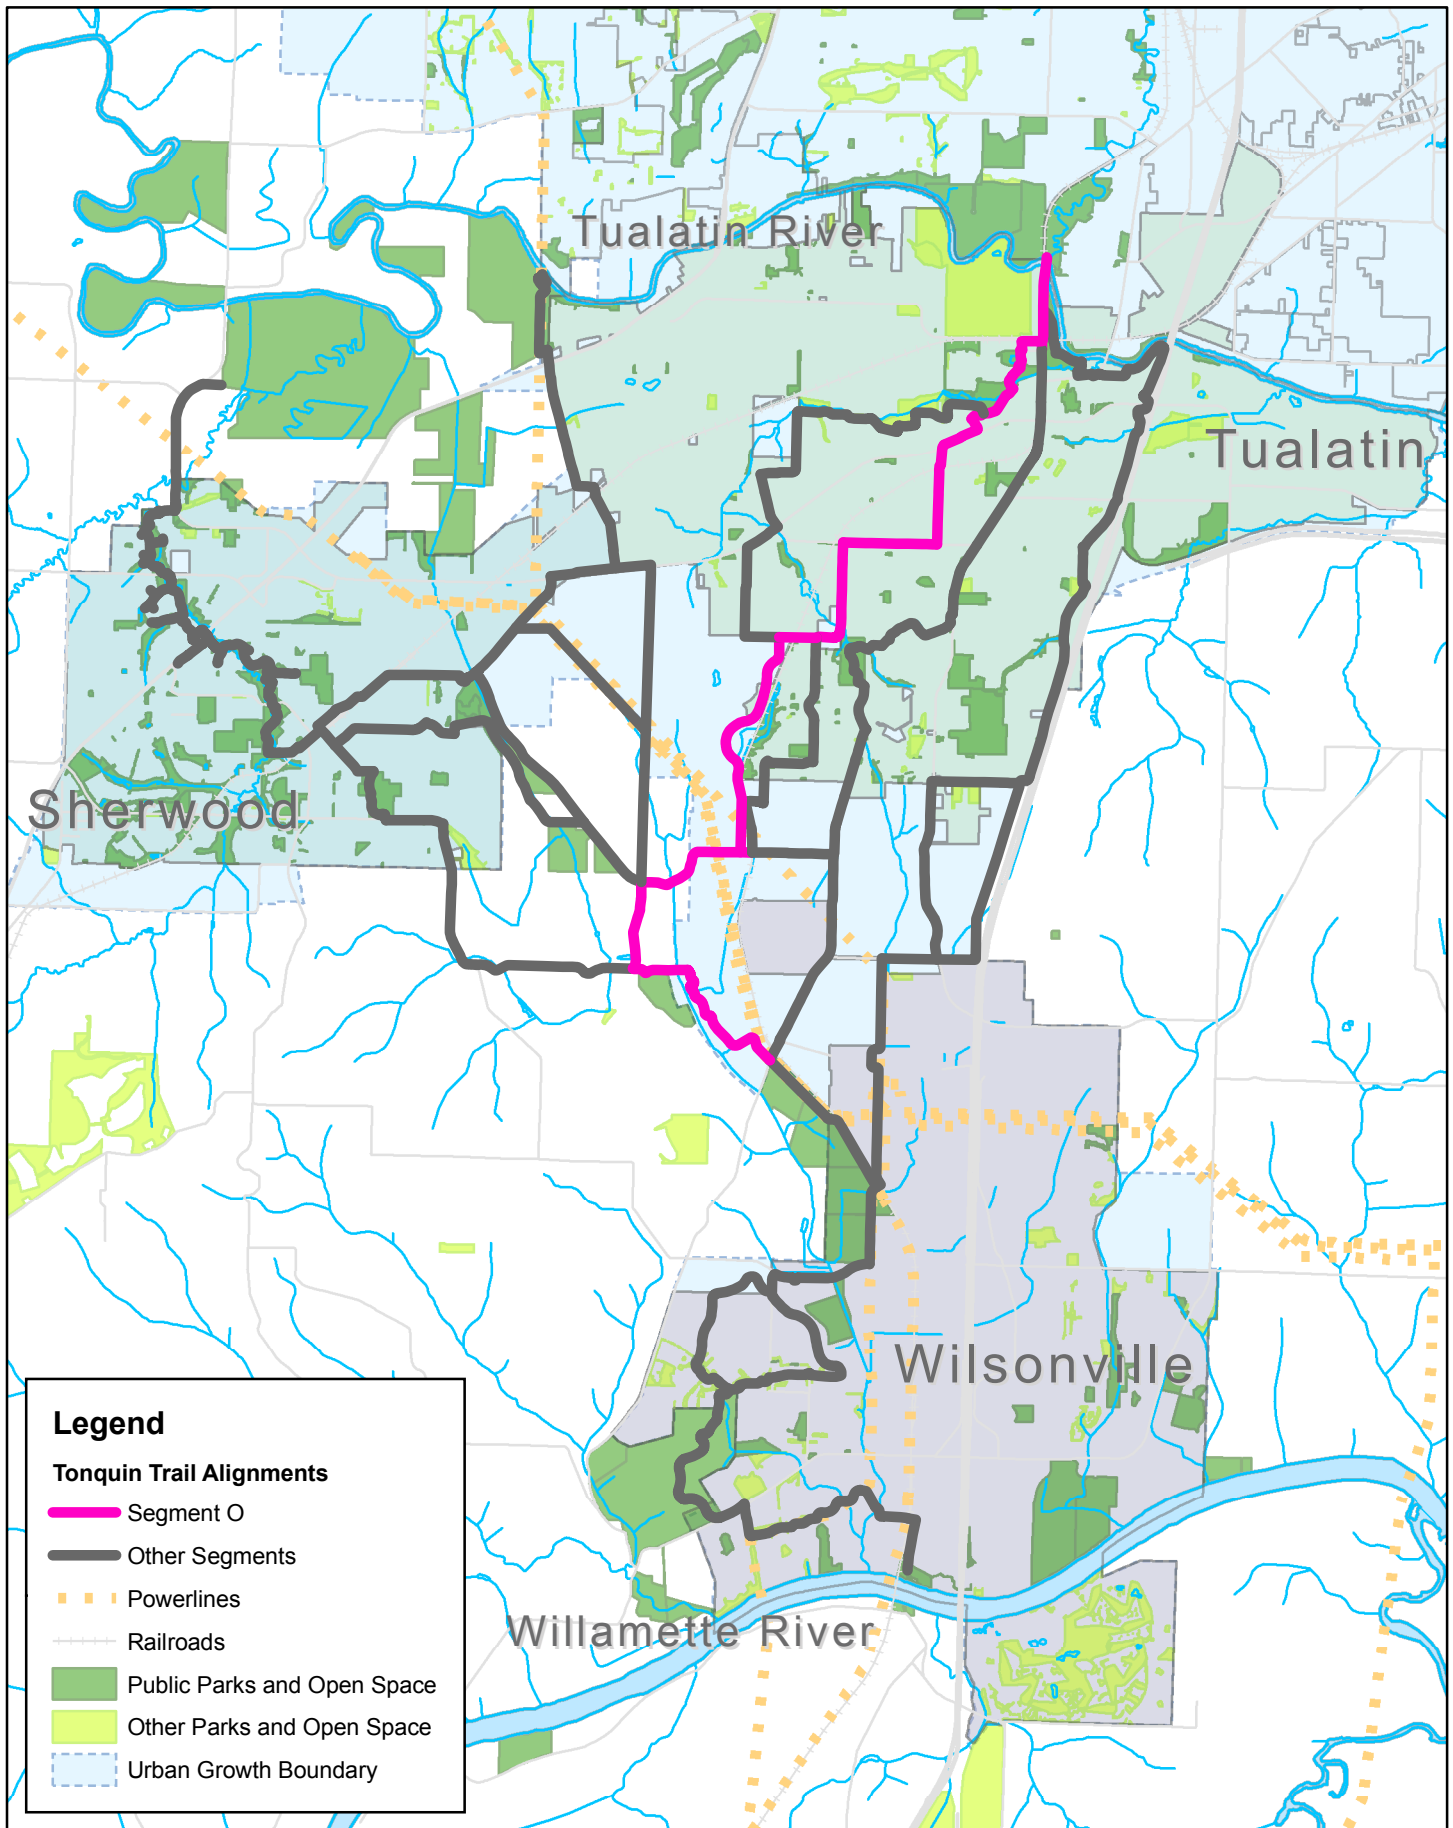 Tualatin River
Tualatin
Sherwood
Wilsonville
Willamette River
Legend
Tonquin Trail Alignments
Segment O
Other Segments
Powerlines
Railroads
Public Parks and Open Space
Other Parks and Open Space
Urban Growth Boundary